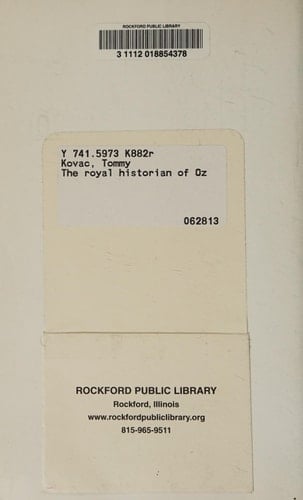 ROCKFORD PUBLIC LIBRARY
3 1112 018854378
Y 741.5973 K882r
Kovac, Tommy
The royal historian of Oz
062813
ROCKFORD PUBLIC LIBRARY
Rockford, Illinois
www.rockfordpubliclibrary.org
815-965-9511